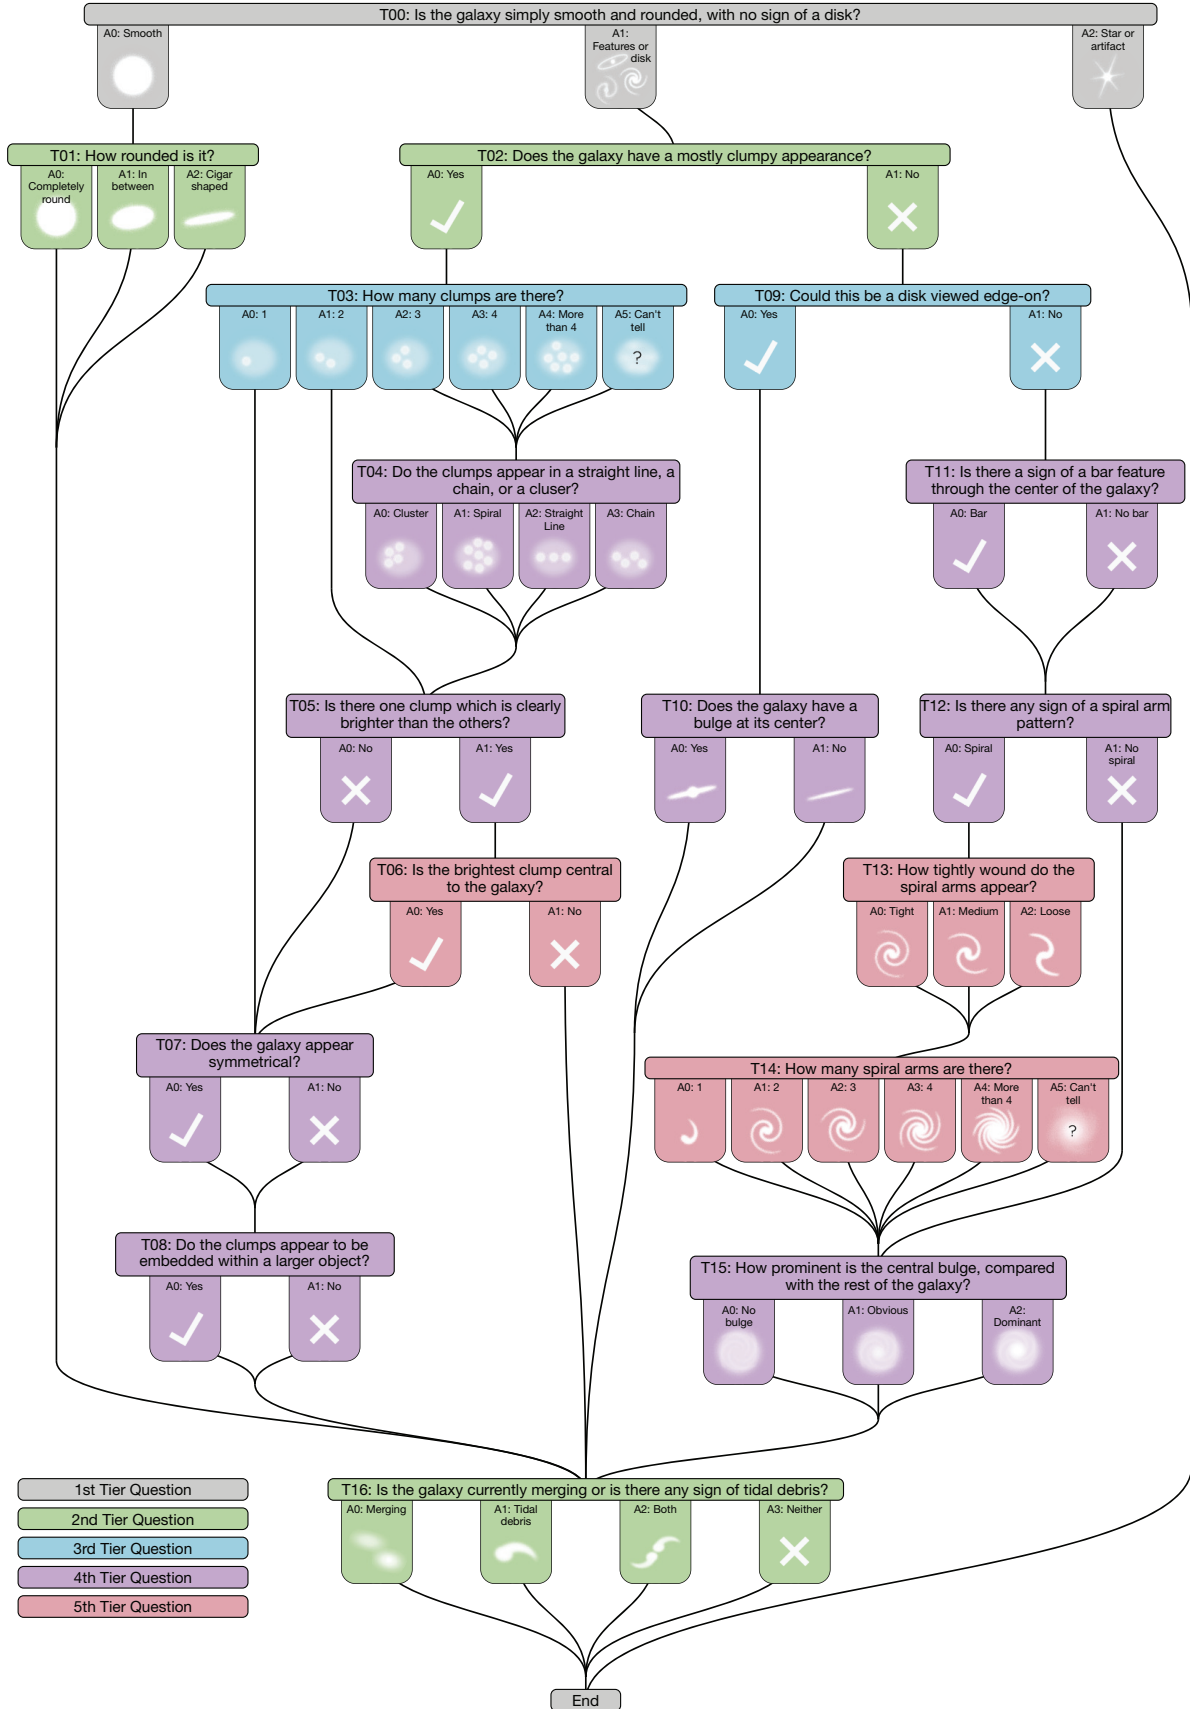 T00: Is the galaxy simply smooth and rounded, with no sign of a disk?
A0: Smooth
A1:
Features or
disk
A2: Star or
artifact
T01: How rounded is it?
A0:
Completely
round
A1: In
between
A2: Cigar
shaped
T02: Does the galaxy have a mostly clumpy appearance?
A0: Yes
A1: No
T03: How many clumps are there?
A0: 1
A1: 2
A2: 3
A3: 4
A4: More
than 4
A5: Can't
tell
?
T09: Could this be a disk viewed edge-on?
A0: Yes
A1: No
T04: Do the clumps appear in a straight line, a
chain, or a cluser?
A0: Cluster
A1: Spiral
A2: Straight
Line
A3: Chain
T11: Is there a sign of a bar feature
through the center of the galaxy?
A0: Bar
A1: No bar
T05: Is there one clump which is clearly
brighter than the others?
A0: No
A1: Yes
T10: Does the galaxy have a
bulge at its center?
A0: Yes
A1: No
T12: Is there any sign of a spiral arm
pattern?
A0: Spiral
A1: No
spiral
T06: Is the brightest clump central
to the galaxy?
A0: Yes
A1: No
T13: How tightly wound do the
spiral arms appear?
A0: Tight
A1: Medium
A2: Loose
T07: Does the galaxy appear
symmetrical?
A0: Yes
A1: No
T14: How many spiral arms are there?
A0: 1
A1: 2
A2: 3
A3: 4
A4: More
than 4
A5: Can't
tell
?
T08: Do the clumps appear to be
embedded within a larger object?
A0: Yes
A1: No
T15: How prominent is the central bulge, compared
with the rest of the galaxy?
A0: No
bulge
A1: Obvious
A2:
Dominant
T16: Is the galaxy currently merging or is there any sign of tidal debris?
A0: Merging
A1: Tidal
debris
A2: Both
A3: Neither
1st Tier Question
2nd Tier Question
3rd Tier Question
4th Tier Question
5th Tier Question
End